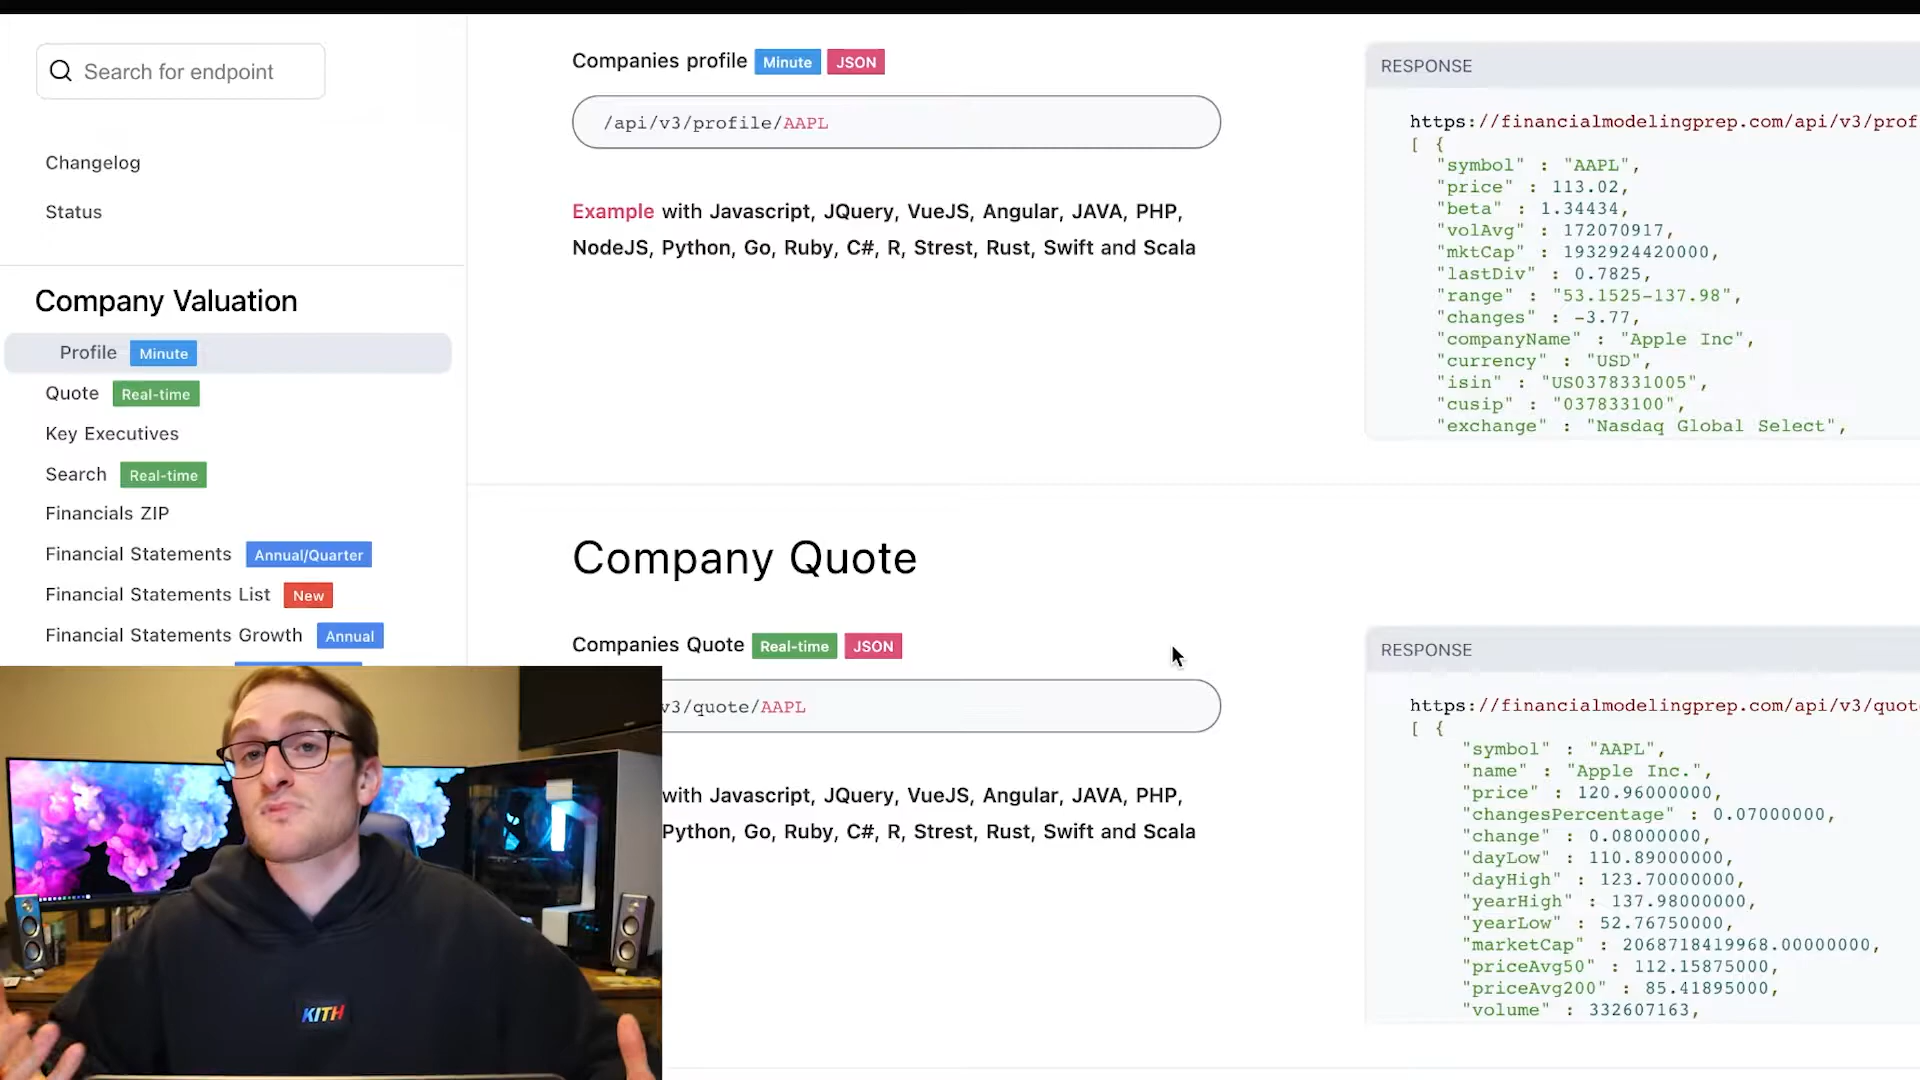 Search for endpoint
Changelog
Status
Company Valuation
Profile Minute
Quote Real-time
Key Executives
Search Real-time
Financials ZIP
Financial Statements Annual/Quarter
Financial Statements List New
Financial Statements Growth Annual
Companies profile Minute JSON
/api/v3/profile/AAPL
Example with Javascript, JQuery, VueJS, Angular, JAVA, PHP,
NodeJS, Python, Go, Ruby, C#, R, Strest, Rust, Swift and Scala
RESPONSE
https://financialmodelingprep.com/api/v3/prof
[ {
"symbol" : "AAPL",
"price" : 113.02,
"beta" : 1.34434,
"volAvg" : 172070917,
"mktCap" : 1932924420000,
"lastDiv" : 0.7825,
"range" : "53.1525-137.98",
"changes" : -3.77,
"companyName" : "Apple Inc",
"currency" : "USD",
"isin" : "US0378331005",
"cusip" : "037833100",
"exchange" : "Nasdaq Global Select",
Company Quote
Companies Quote Real-time JSON
v3/quote/AAPL
with Javascript, JQuery, VueJS, Angular, JAVA, PHP,
Python, Go, Ruby, C#, R, Strest, Rust, Swift and Scala
RESPONSE
https://financialmodelingprep.com/api/v3/quot
[ {
"symbol" : "AAPL",
"name" : "Apple Inc.",
"price" : 120.96000000,
"changesPercentage" : 0.07000000,
"change" : 0.08000000,
"dayLow" : 110.89000000,
"dayHigh" : 123.70000000,
"yearHigh" : 137.98000000,
"yearLow" : 52.76750000,
"marketCap" : 2068718419968.00000000,
"priceAvg50" : 112.15875000,
"priceAvg200" : 85.41895000,
"volume" : 332607163,
KITH